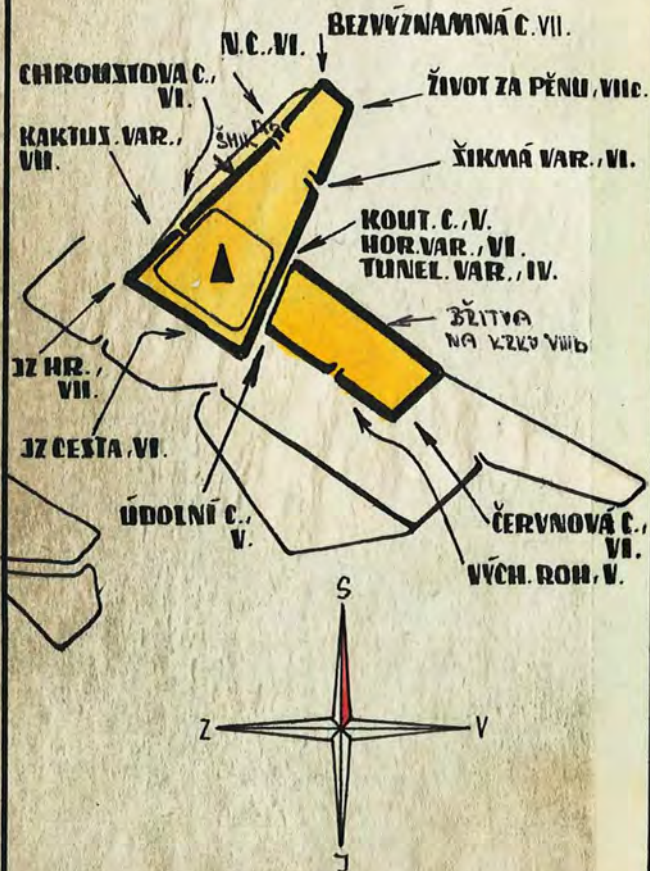 BEZVÝZNAMNÁ C. VII.
N.C., VI.
CHROUSTOVA C.,
VI.
ŽIVOT ZA PĚNU, VIIc.
KAKTUS. VAR.,
VII.
ŠIKMÁ VAR., VI.
KOUT. C., V.
HOR. VAR., VI.
TUNEL. VAR., IV.
BŘITVA
NA KRKU VIIIb
JZ HR.,
VII.
JZ CESTA, VI.
ÚDOLNÍ C.,
V.
ČERVNOVÁ C.,
VI.
VÝCH. ROH, V.
S
Z
V
J